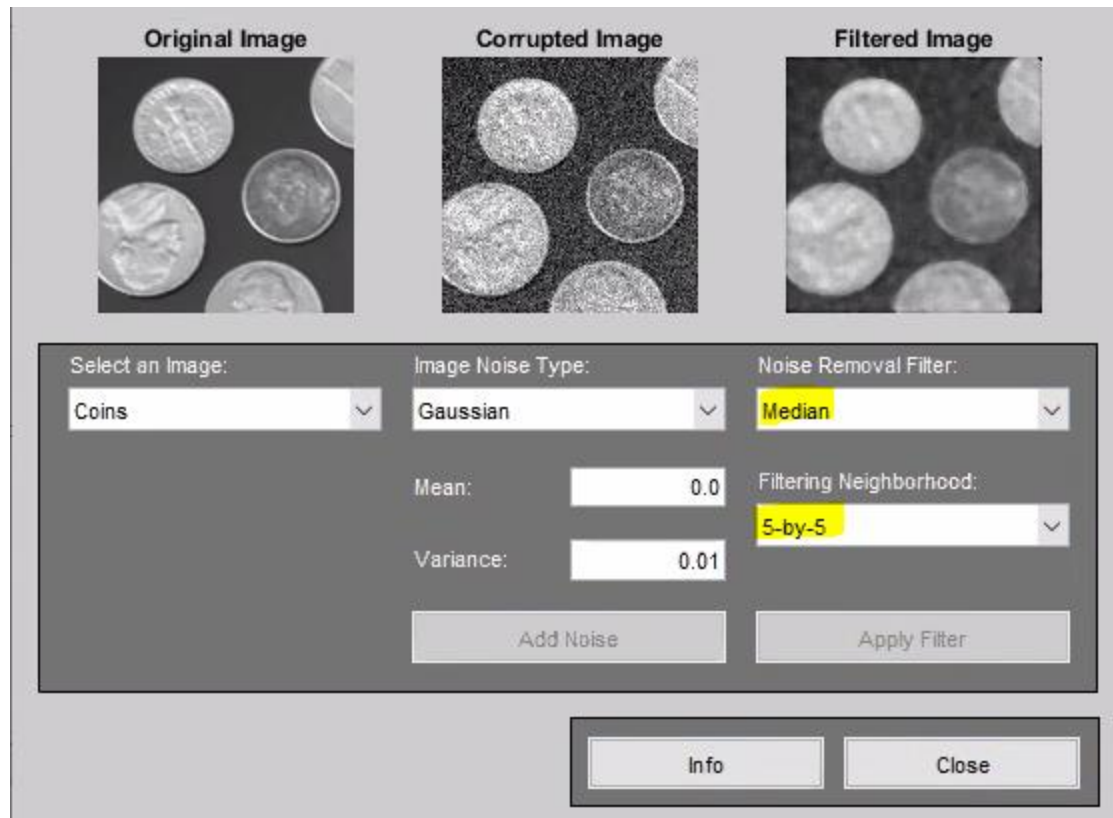 Original Image Corrupted Image Filtered Image
Select an Image: Image Noise Type: Noise Removal Filter:
Coins Gaussian Median
Mean: 0.0 Filtering Neighborhood:
5-by-5
Variance: 0.01
Add Noise Apply Filter
Info Close